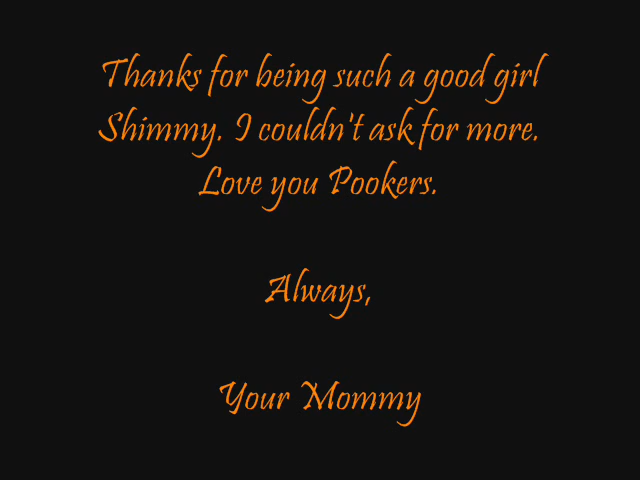 Thanks for being such a good girl
Shimmy. I couldn't ask for more.
Love you Pookers.
Always,
Your Mommy